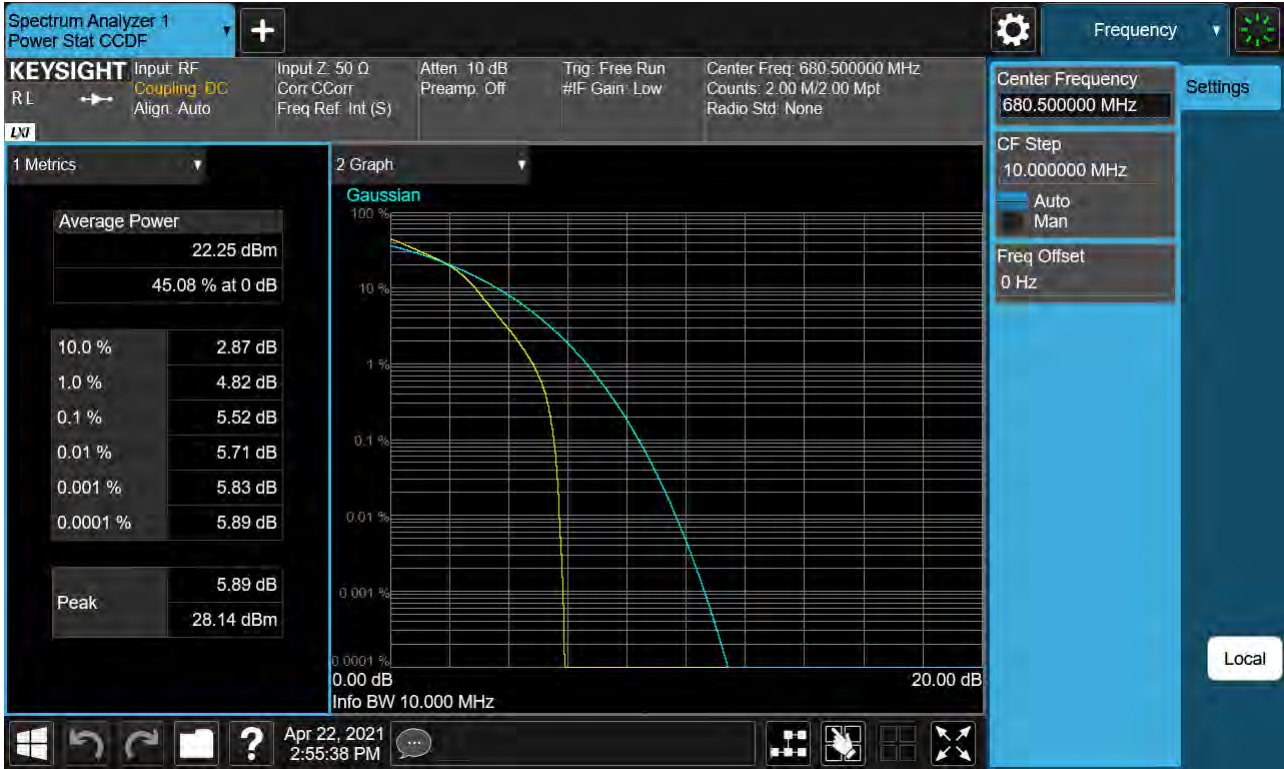 Spectrum Analyzer 1
Power Stat CCDF
+
Frequency
KEYSIGHT
RL
LXI
Input: RF
Coupling: DC
Align: Auto
Input Z: 50 Ω
Corr CCorr
Freq Ref: Int (S)
Atten: 10 dB
Preamp: Off
Trig: Free Run
#IF Gain: Low
Center Freq: 680.500000 MHz
Counts: 2.00 M/2.00 Mpt
Radio Std: None
Center Frequency
680.500000 MHz
Settings
CF Step
10.000000 MHz
Auto
Man
Freq Offset
0 Hz
1 Metrics
Average Power
22.25 dBm
45.08 % at 0 dB
10.0 % 2.87 dB
1.0 % 4.82 dB
0.1 % 5.52 dB
0.01 % 5.71 dB
0.001 % 5.83 dB
0.0001 % 5.89 dB
Peak
5.89 dB
28.14 dBm
2 Graph
Gaussian
100 %
10 %
1 %
0.1 %
0.01 %
0.001 %
0.0001 %
0.00 dB 20.00 dB
Info BW 10.000 MHz
Local
?
Apr 22, 2021
2:55:38 PM